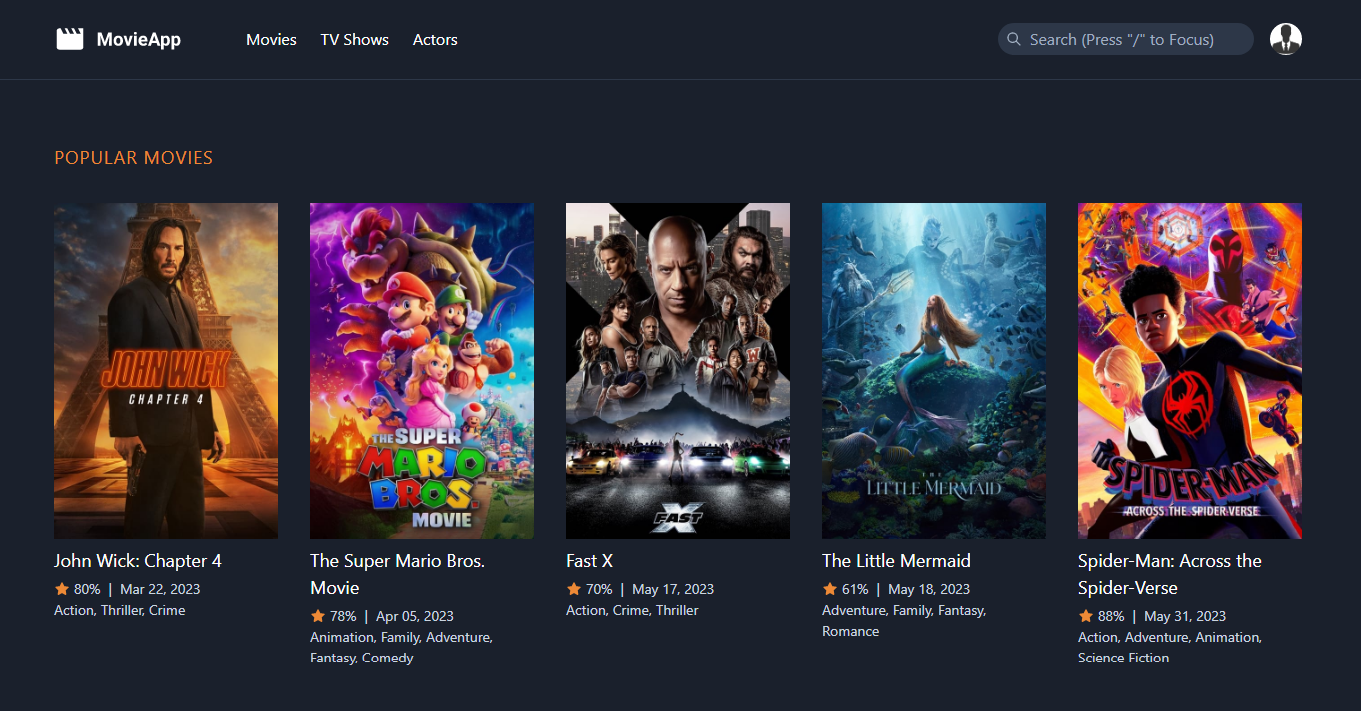 MovieApp
Movies TV Shows Actors
Search (Press "/" to Focus)
POPULAR MOVIES
JOHN WICK
CHAPTER 4
THE SUPER
MARIO
BROS.
MOVIE
FAST X
THE
LITTLE MERMAID
SPIDER-MAN
ACROSS THE SPIDER-VERSE
John Wick: Chapter 4
80% | Mar 22, 2023
Action, Thriller, Crime
The Super Mario Bros.
Movie
78% | Apr 05, 2023
Animation, Family, Adventure,
Fantasy, Comedy
Fast X
70% | May 17, 2023
Action, Crime, Thriller
The Little Mermaid
61% | May 18, 2023
Adventure, Family, Fantasy,
Romance
Spider-Man: Across the
Spider-Verse
88% | May 31, 2023
Action, Adventure, Animation,
Science Fiction